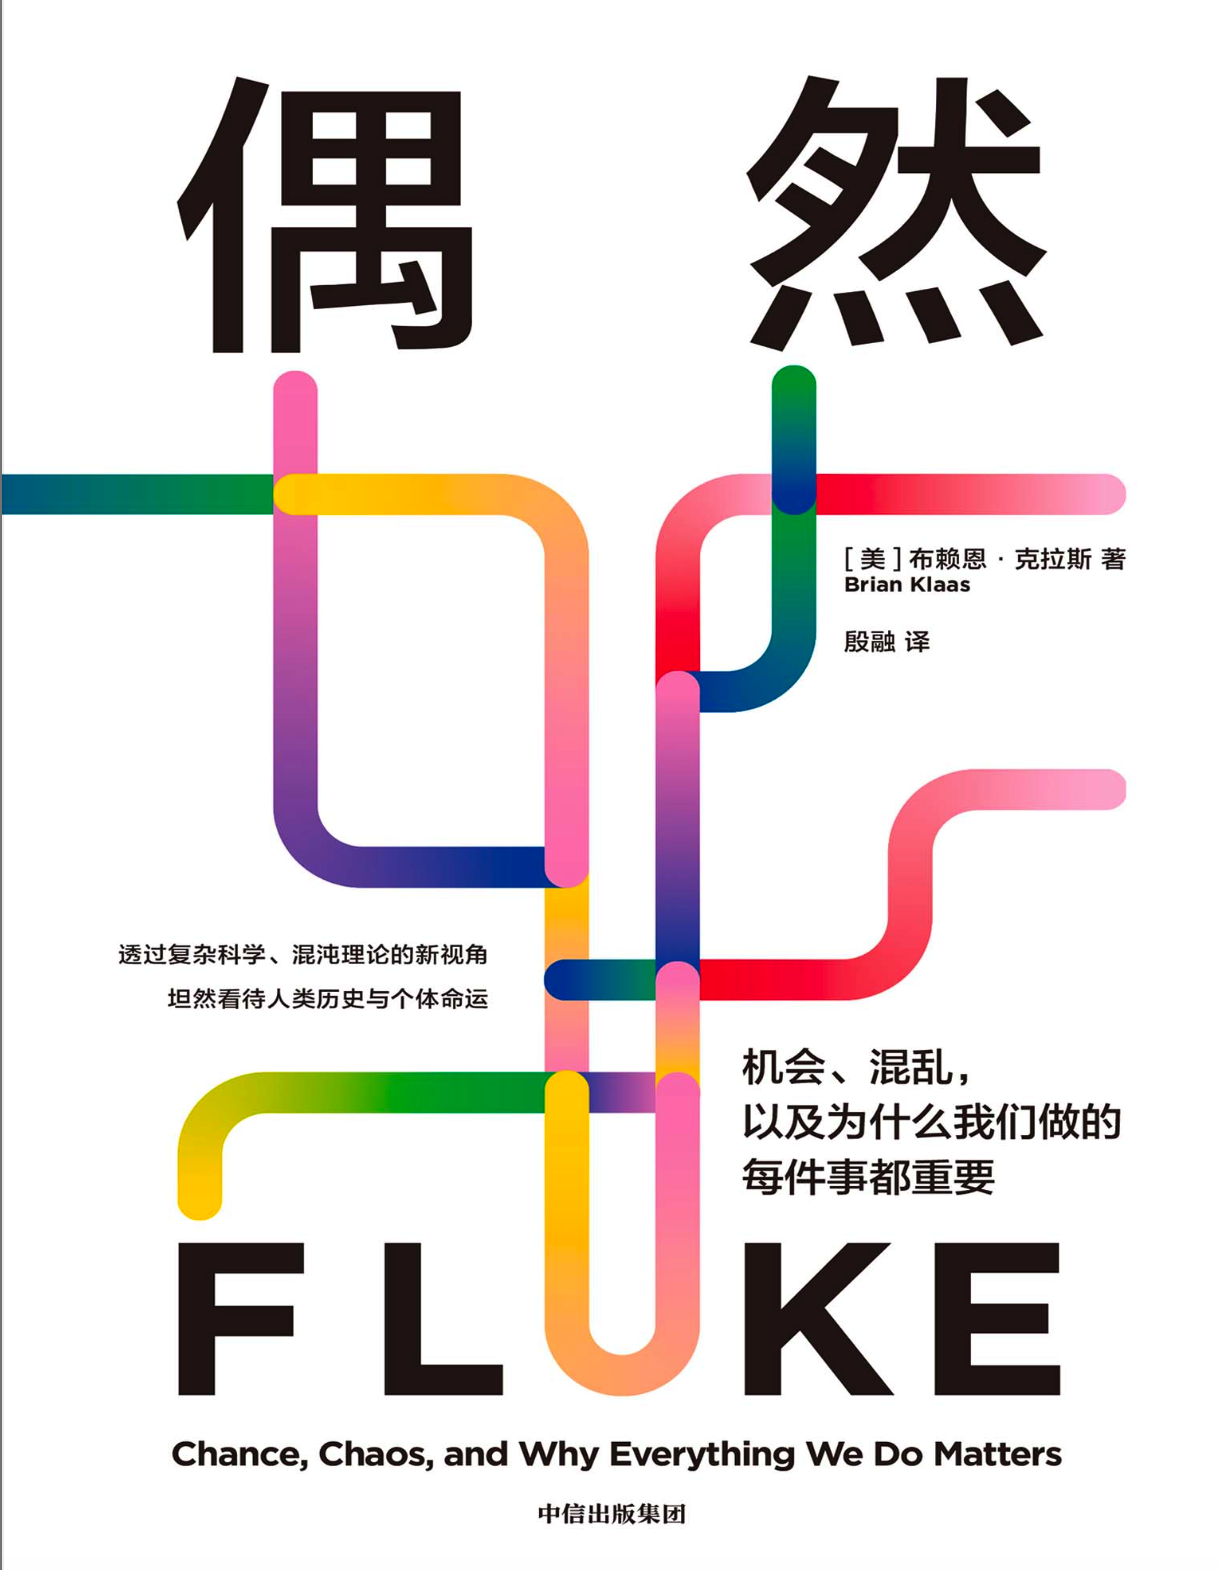 偶然
[美]布赖恩·克拉斯 著
Brian Klaas
殷融 译
透过复杂科学、混沌理论的新视角
坦然看待人类历史与个体命运
机会、混乱，
以及为什么我们做的
每件事都重要
FLUKE
Chance, Chaos, and Why Everything We Do Matters
中信出版集团